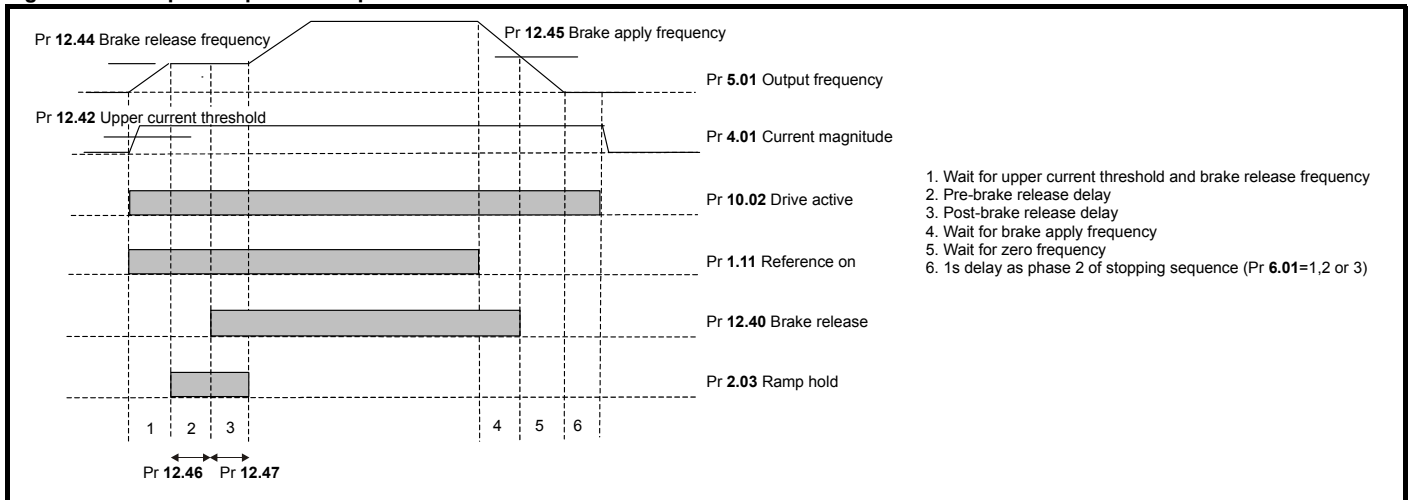 Pr 12.44 Brake release frequency
Pr 12.45 Brake apply frequency
Pr 5.01 Output frequency
Pr 12.42 Upper current threshold
Pr 4.01 Current magnitude
Pr 10.02 Drive active
Pr 1.11 Reference on
Pr 12.40 Brake release
Pr 2.03 Ramp hold
1 2 3 4 5 6
Pr 12.46 Pr 12.47
1. Wait for upper current threshold and brake release frequency
2. Pre-brake release delay
3. Post-brake release delay
4. Wait for brake apply frequency
5. Wait for zero frequency
6. 1s delay as phase 2 of stopping sequence (Pr 6.01=1,2 or 3)